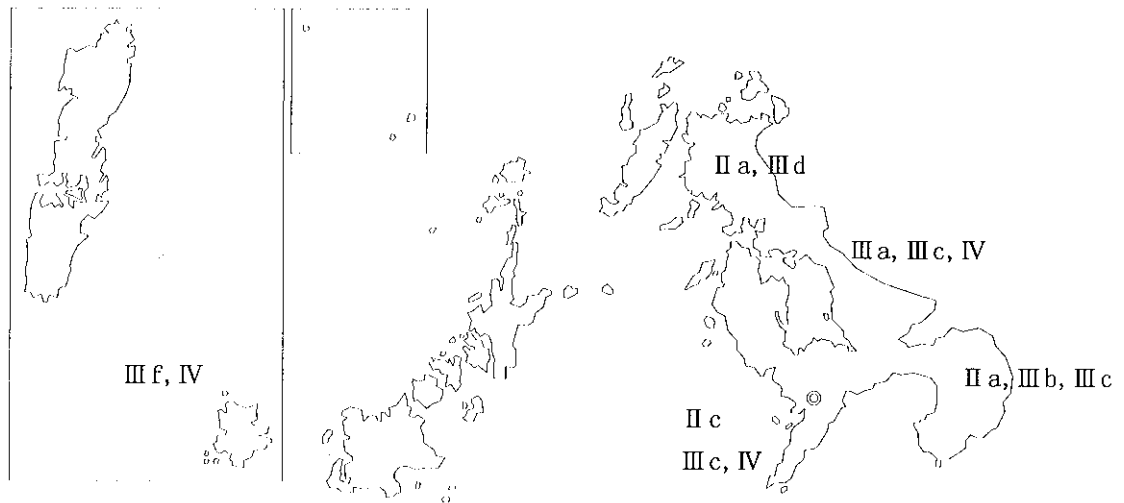 Ⅱa, Ⅲd
Ⅲa, Ⅲc, Ⅳ
Ⅲf, Ⅳ
Ⅱa, Ⅲb, Ⅲc
Ⅱc
Ⅲc, Ⅳ